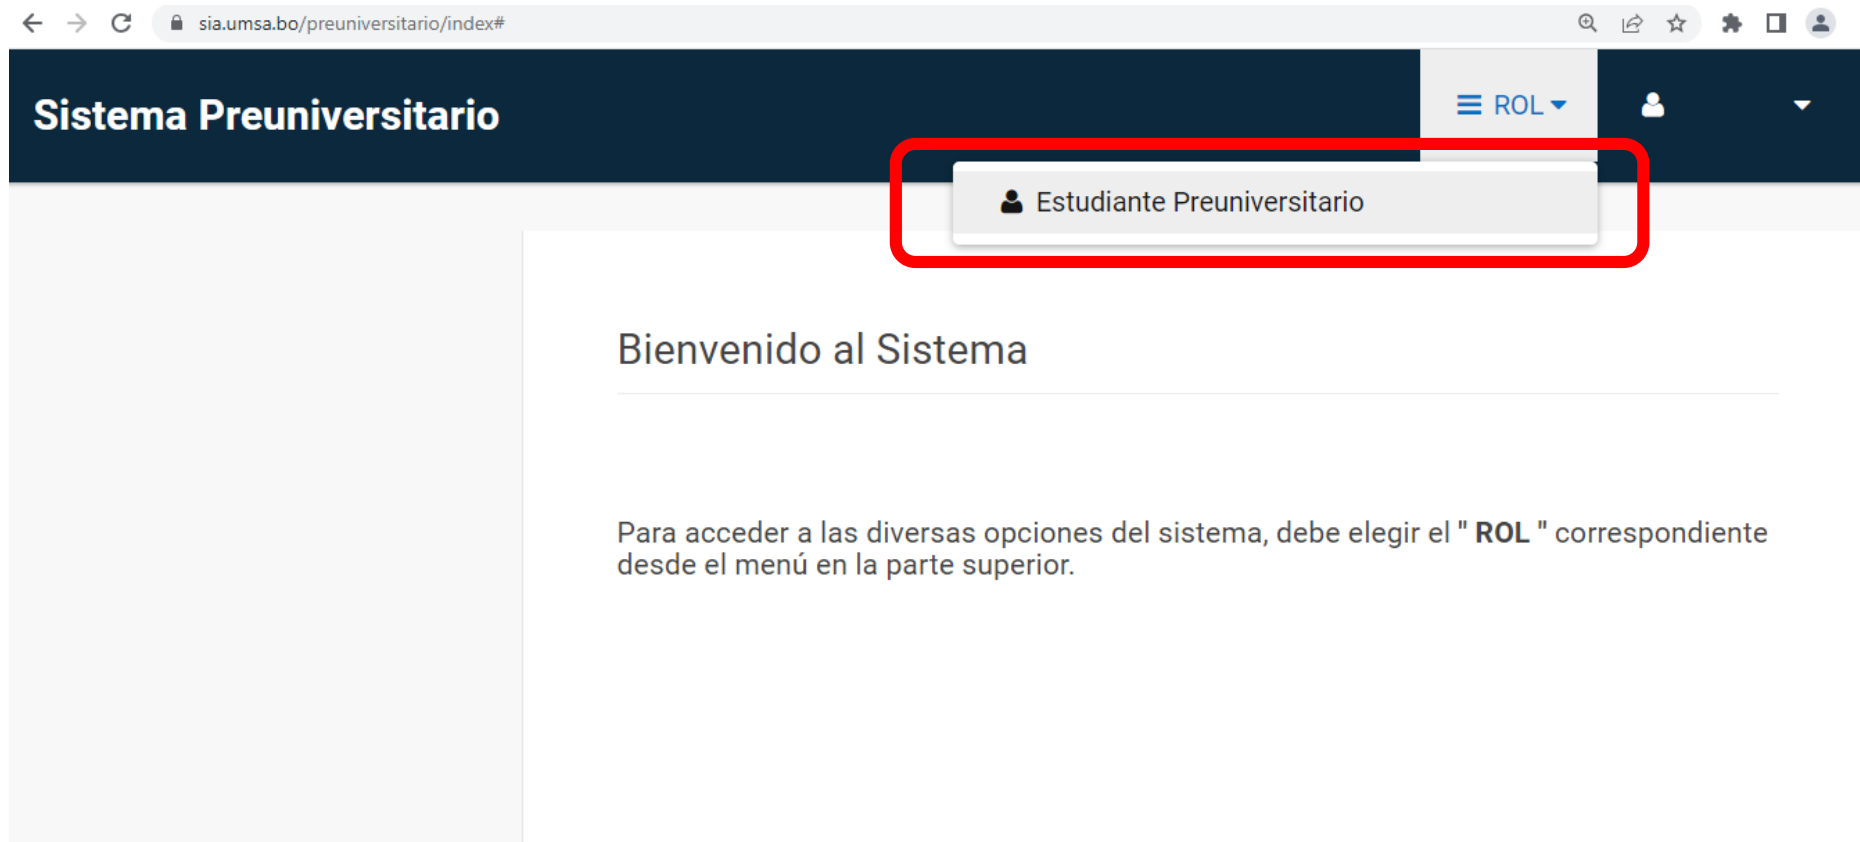 sia.umsa.bo/preuniversitario/index#
Sistema Preuniversitario
ROL
Estudiante Preuniversitario
Bienvenido al Sistema
Para acceder a las diversas opciones del sistema, debe elegir el " ROL " correspondiente
desde el menú en la parte superior.